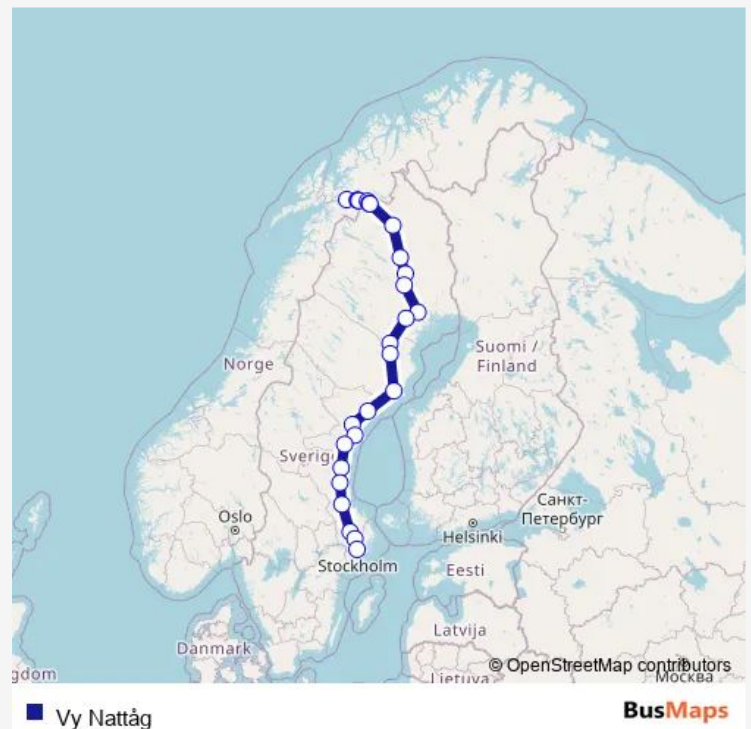 Norge
Suomi /
Finland
Sverig
Санкт-
Петербург
Oslo
Helsinki
Stockholm
Eesti
Latvija
Danmark
© OpenStreetMap contributors
gdom
Lietuva
Москва
Vy Nattåg
BusMaps